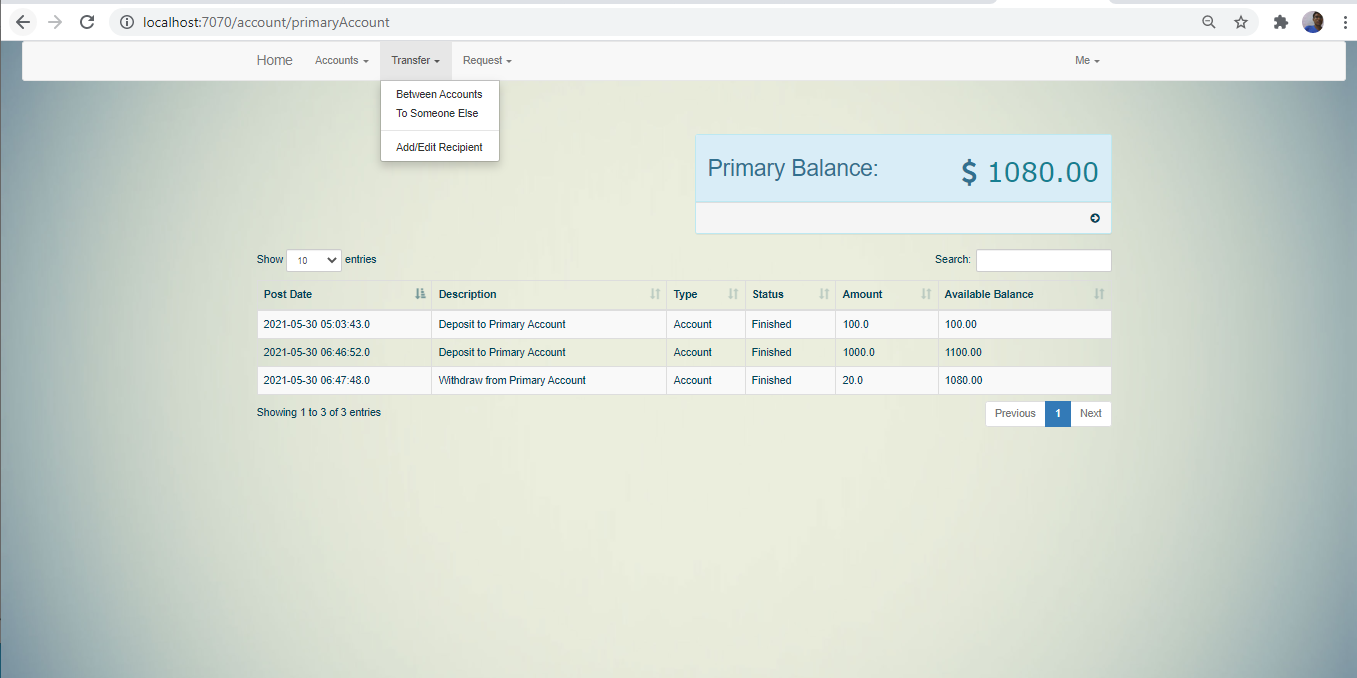 localhost:7070/account/primaryAccount
Home Accounts Transfer Request Me
Between Accounts
To Someone Else
Add/Edit Recipient
Primary Balance: $ 1080.00
Show 10 entries Search:
Post Date Description Type Status Amount Available Balance
2021-05-30 05:03:43.0 Deposit to Primary Account Account Finished 100.0 100.00
2021-05-30 06:46:52.0 Deposit to Primary Account Account Finished 1000.0 1100.00
2021-05-30 06:47:48.0 Withdraw from Primary Account Account Finished 20.0 1080.00
Showing 1 to 3 of 3 entries Previous 1 Next